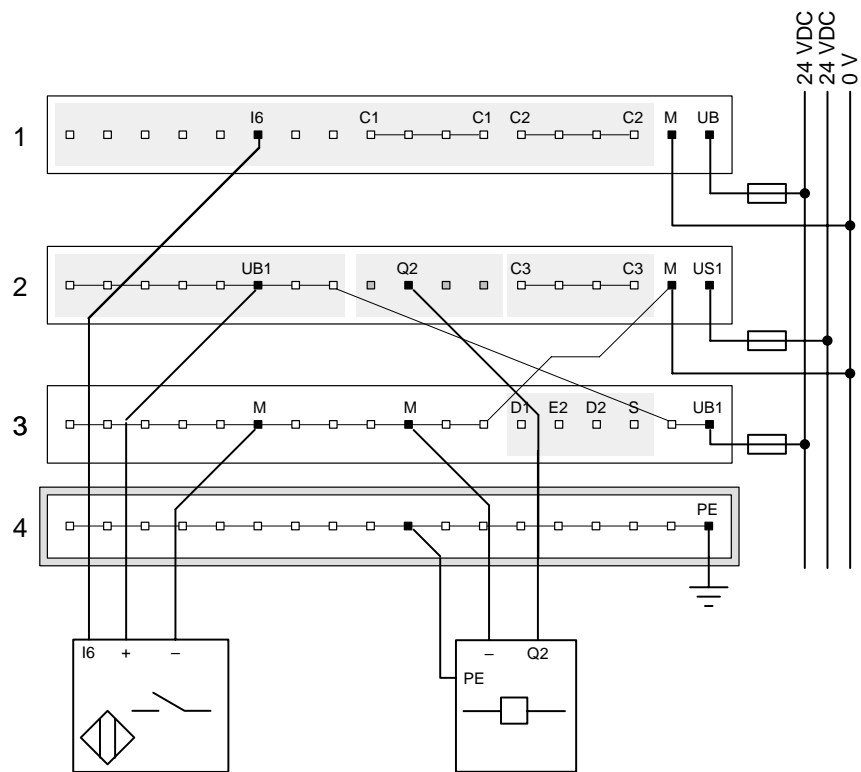 24 VDC
24 VDC
0 V
1
I6 C1 C1 C2 C2 M UB
2
UB1 Q2 C3 C3 M US1
3
M M D1 E2 D2 S UB1
4
PE
I6 + –
– Q2
PE